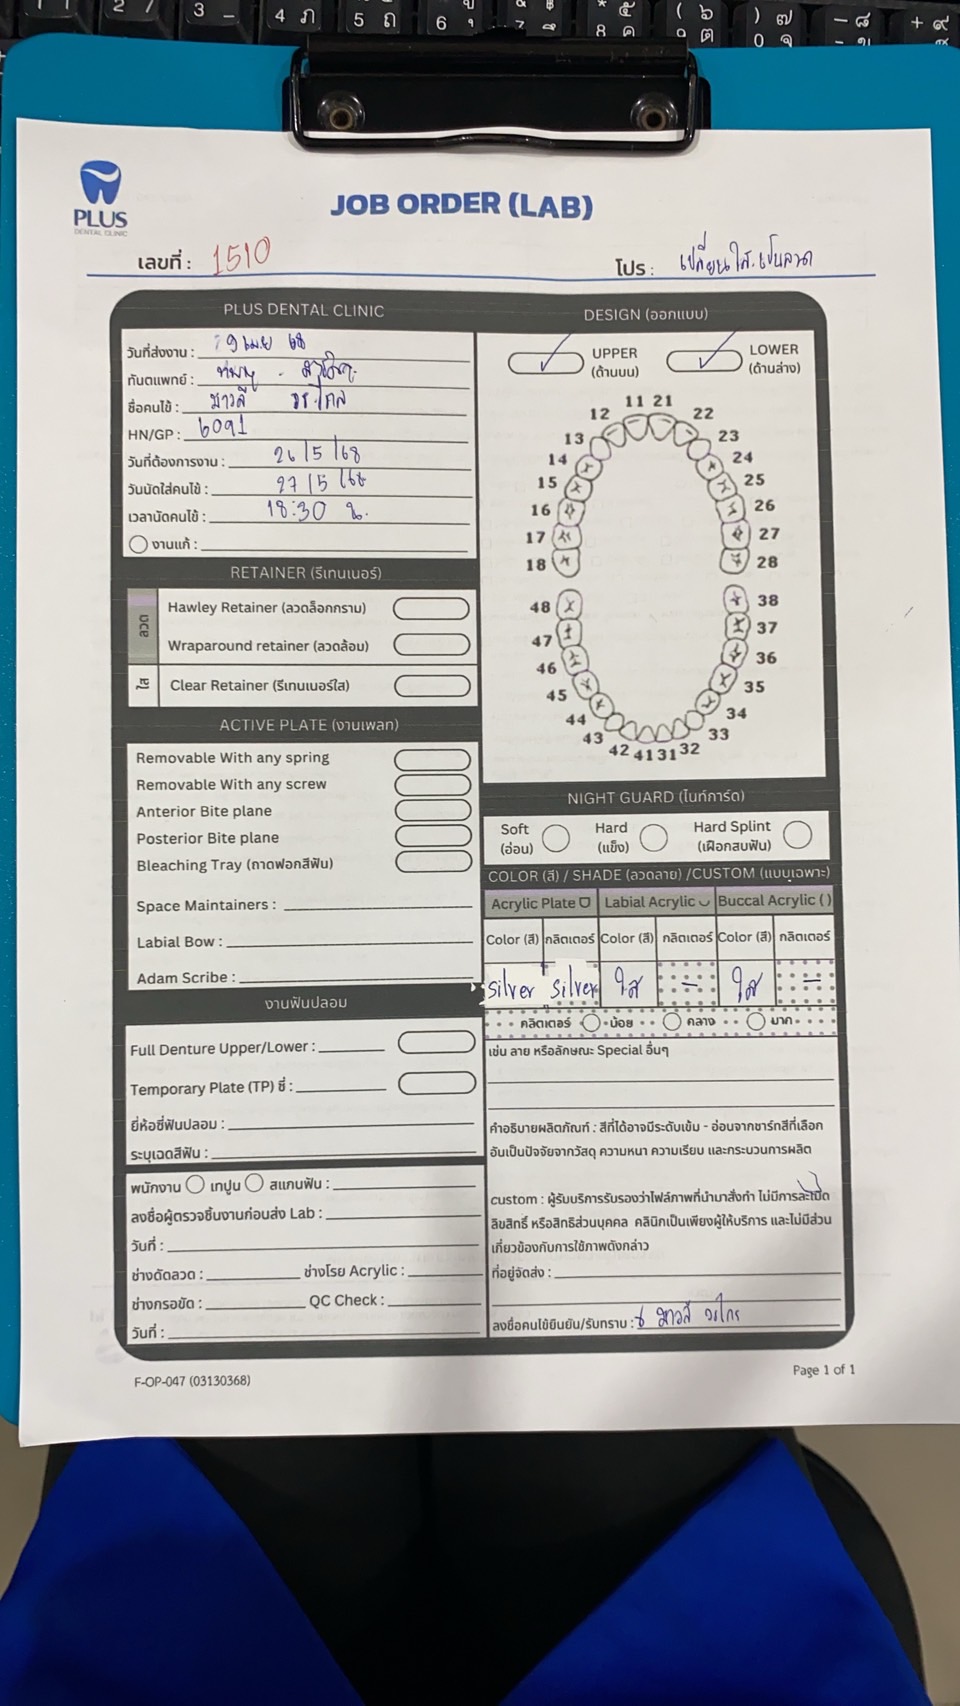 PLUS
DENTAL CLINIC
JOB ORDER (LAB)
เลขที่ : 1510
โปร : เปลี่ยนใส.เป็นลวด
PLUS DENTAL CLINIC
วันที่ส่งงาน : 68
ทันตแพทย์ :
ชื่อคนไข้ :
HN/GP : 6091
วันที่ต้องการงาน : 26/5/68
วันนัดใส่คนไข้ : 27/5/68
เวลานัดคนไข้ : 18:30 น.
งานแก้ :
DESIGN (ออกแบบ)
UPPER
(ด้านบน)
LOWER
(ด้านล่าง)
11 21
12 22
13 23
14 24
15 25
16 26
17 27
18 28
48 38
47 37
46 36
45 35
44 34
43 33
42 41 31 32
RETAINER (รีเทนเนอร์)
ลวด
Hawley Retainer (ลวดล็อกกราม)
Wraparound retainer (ลวดล้อม)
ใส
Clear Retainer (รีเทนเนอร์ใส)
ACTIVE PLATE (งานเพลท)
Removable With any spring
Removable With any screw
Anterior Bite plane
Posterior Bite plane
Bleaching Tray (ถาดฟอกสีฟัน)
Space Maintainers :
Labial Bow :
Adam Scribe :
NIGHT GUARD (ไนท์การ์ด)
Soft
(อ่อน)
Hard
(แข็ง)
Hard Splint
(เฝือกสบฟัน)
COLOR (สี) / SHADE (ลวดลาย) /CUSTOM (แบบเฉพาะ)
Acrylic Plate Labial Acrylic Buccal Acrylic ( )
Color (สี) กลิตเตอร์ Color (สี) กลิตเตอร์ Color (สี) กลิตเตอร์
silver silver ใส - ใส -
กลิตเตอร์ น้อย กลาง มาก
เช่น ลาย หรือลักษณะ Special อื่นๆ
คำอธิบายผลิตภัณฑ์ : สีที่ได้อาจมีระดับเข้ม - อ่อนจากชาร์ทสีที่เลือก
อันเป็นปัจจัยจากวัสดุ ความหนา ความเรียบ และกระบวนการผลิต
custom : ผู้รับบริการรับรองว่าไฟล์ภาพที่นำมาสั่งทำ ไม่มีการละเมิด
ลิขสิทธิ์ หรือสิทธิส่วนบุคคล คลินิกเป็นเพียงผู้ให้บริการ และไม่มีส่วน
เกี่ยวข้องกับการใช้ภาพดังกล่าว
ที่อยู่จัดส่ง :
ลงชื่อคนไข้ยืนยัน/รับทราบ :
งานฟันปลอม
Full Denture Upper/Lower :
Temporary Plate (TP) ซี่ :
ยี่ห้อซี่ฟันปลอม :
ระบุเฉดสีฟัน :
พนักงาน เทปูน สแกนฟัน :
ลงชื่อผู้ตรวจชิ้นงานก่อนส่ง Lab :
วันที่ :
ช่างดัดลวด : ช่างโรย Acrylic :
ช่างกรอขัด : QC Check :
วันที่ :
F-OP-047 (03130368)
Page 1 of 1